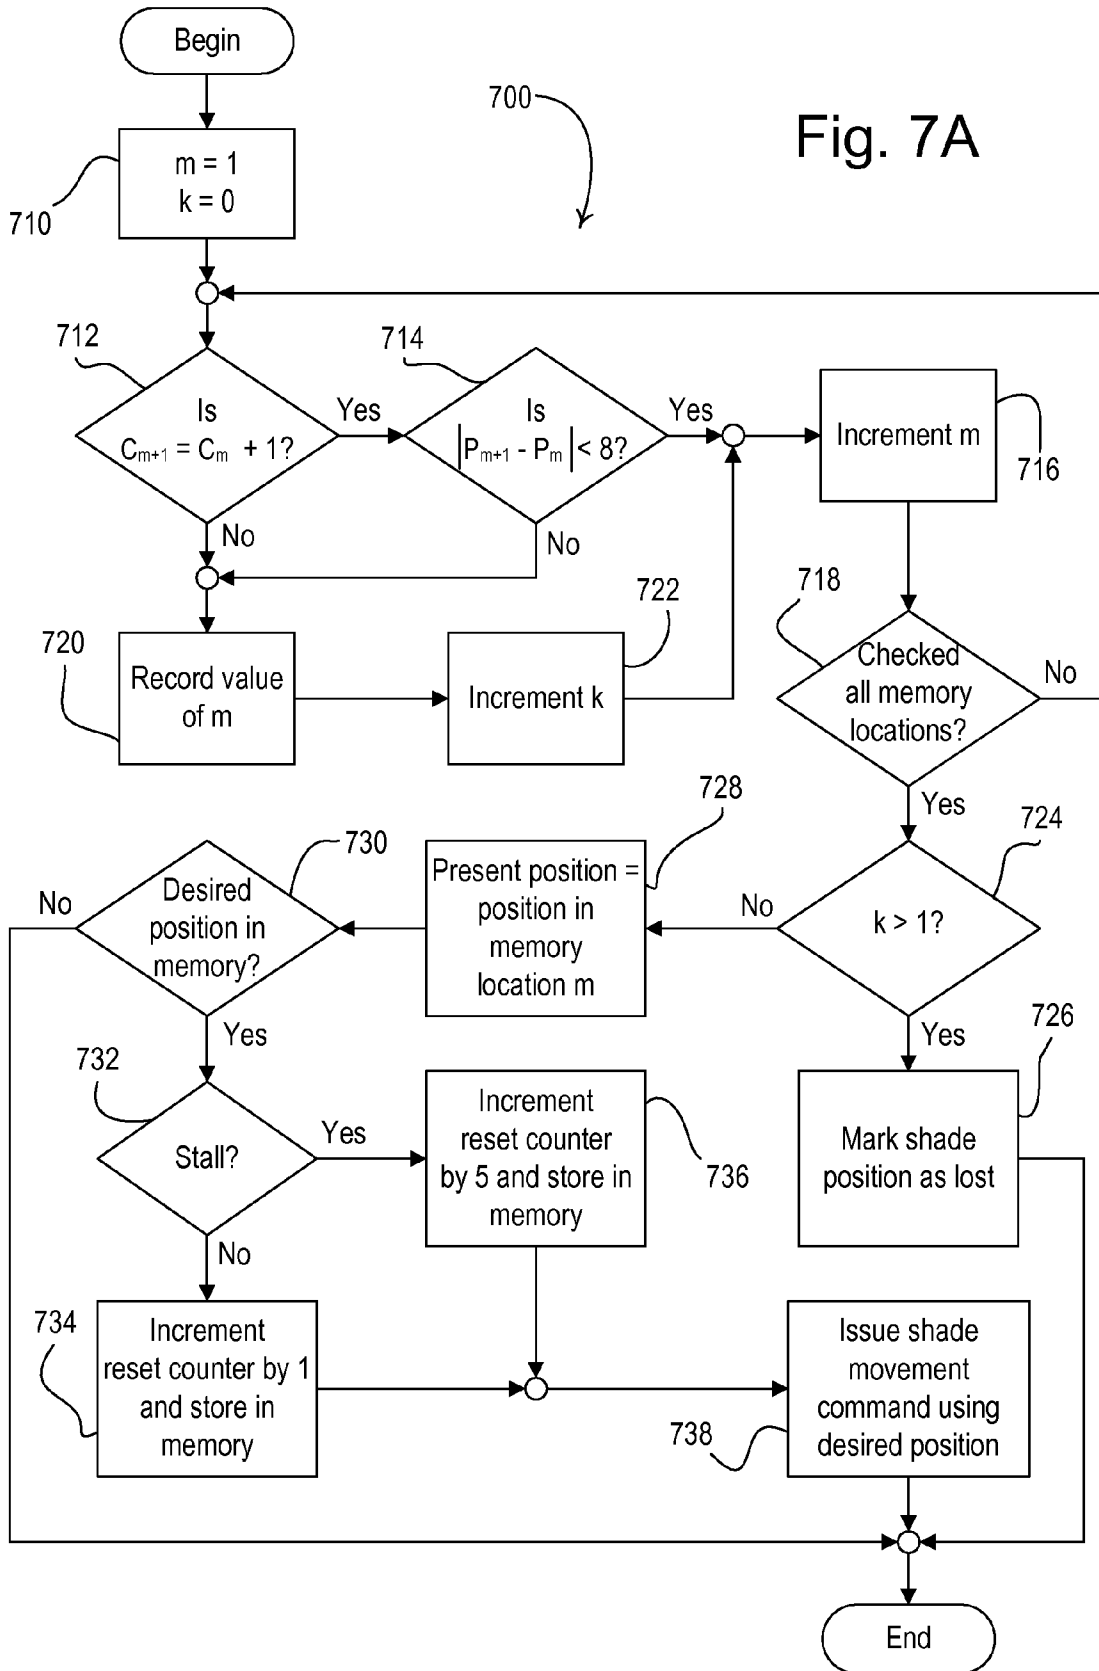 Begin
700
Fig. 7A
m = 1
k = 0
710
712
714
Is
Cm+1 = Cm + 1?
Yes
Is
|Pm+1 - Pm| < 8?
Yes
Increment m
716
No
No
718
722
720
Record value
of m
Increment k
Checked
all memory
locations?
No
Yes
728
724
730
Desired
position in
memory?
No
Present position =
position in
memory
location m
No
k > 1?
Yes
Yes
726
732
Stall?
Yes
Increment
reset counter
by 5 and store in
memory
736
Mark shade
position as lost
No
734
Increment
reset counter by 1
and store in
memory
Issue shade
movement
command using
desired position
738
End